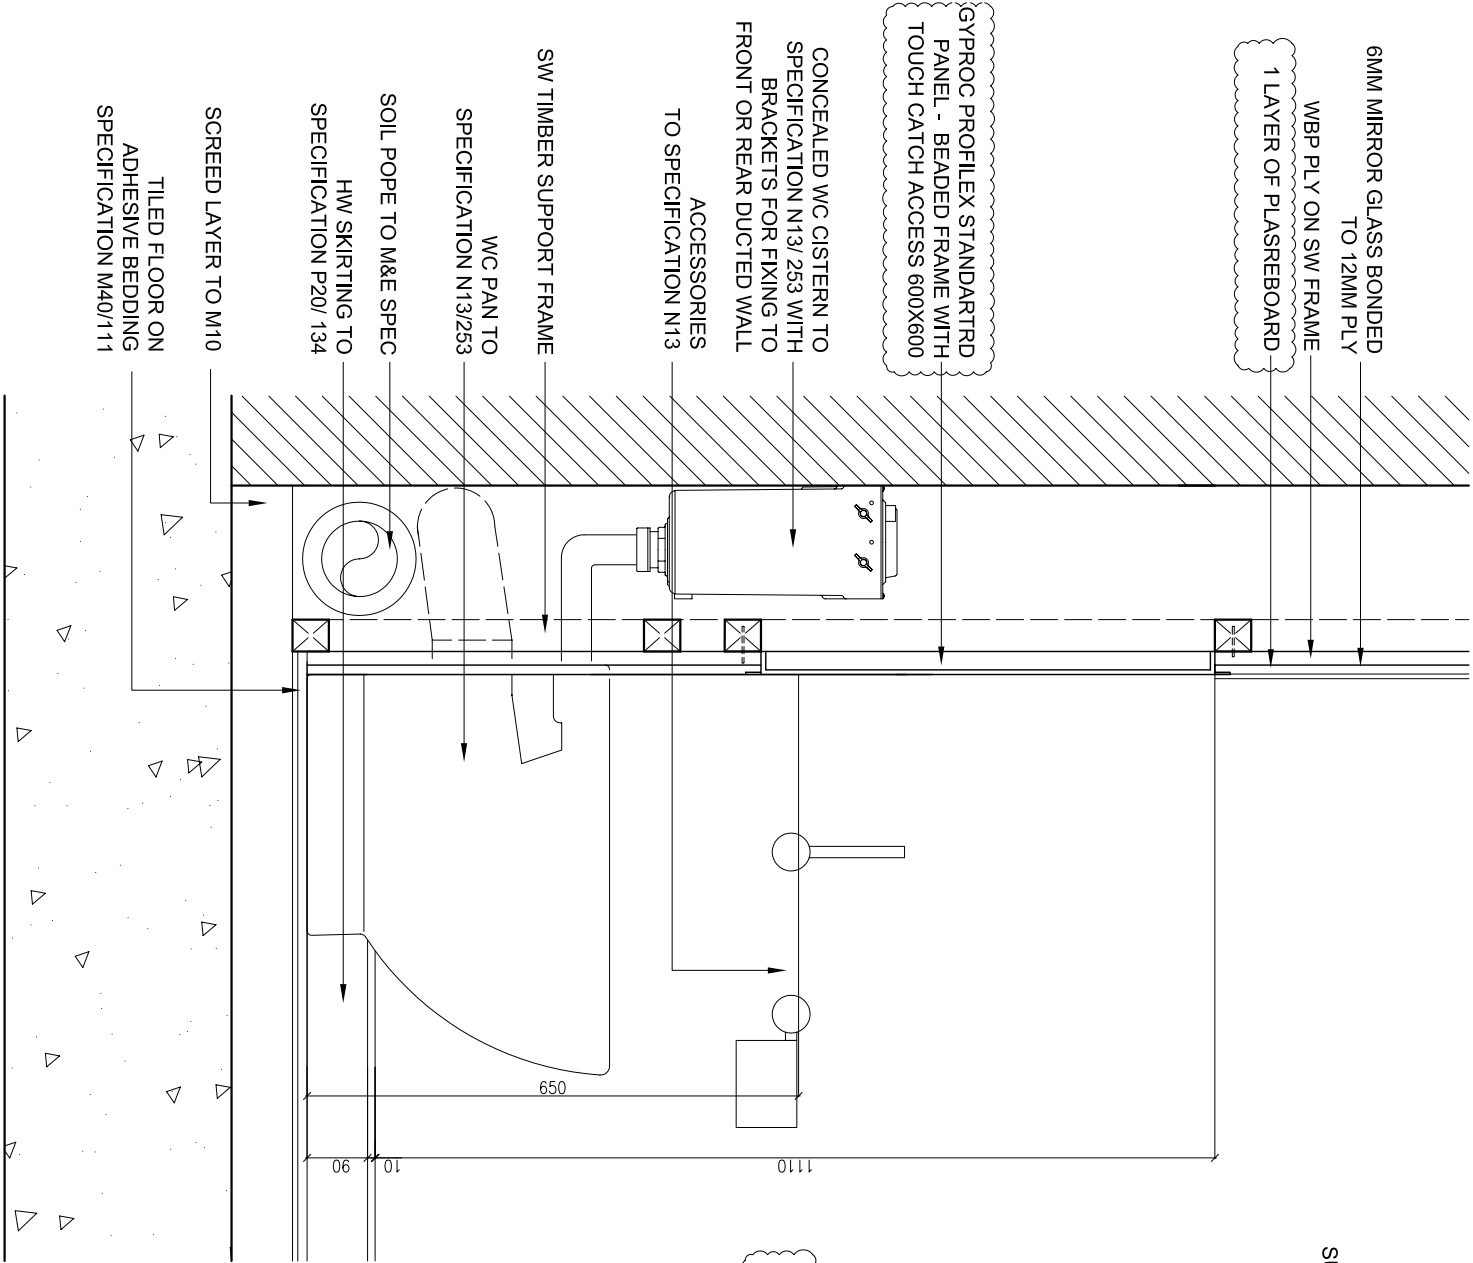 6MM MIRROR GLASS BONDED
TO 12MM PLY
WBP PLY ON SW FRAME
1 LAYER OF PLASREBOARD
GYPROC PROFILEX STANDARTRD
PANEL - BEADED FRAME WITH
TOUCH CATCH ACCESS 600X600
CONCEALED WC CISTERN TO
SPECIFICATION N13/ 253 WITH
BRACKETS FOR FIXING TO
FRONT OR REAR DUCTED WALL
ACCESSORIES
TO SPECIFICATION N13
SW TIMBER SUPPORT FRAME
WC PAN TO
SPECIFICATION N13/253
SOIL POPE TO M&E SPEC
HW SKIRTING TO
SPECIFICATION P20/ 134
SCREED LAYER TO M10
TILED FLOOR ON
ADHESIVE BEDDING
SPECIFICATION M40/111
650
1110
10
90